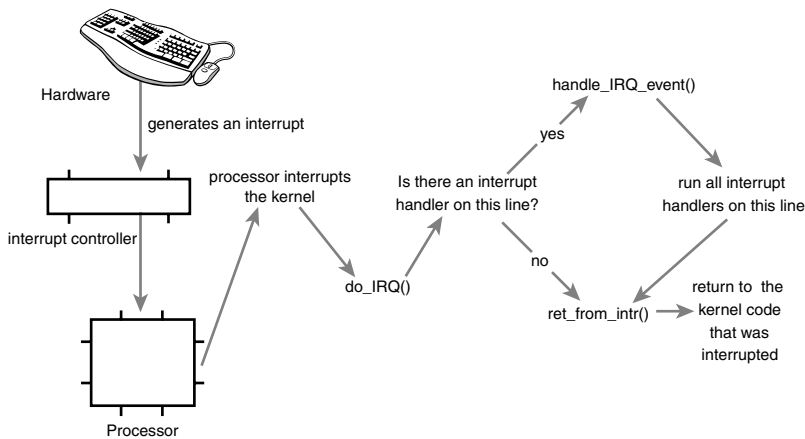 Hardware
generates an interrupt
interrupt controller
Processor
processor interrupts
the kernel
do_IRQ()
Is there an interrupt
handler on this line?
yes
no
handle_IRQ_event()
run all interrupt
handlers on this line
ret_from_intr()
return to the
kernel code
that was
interrupted